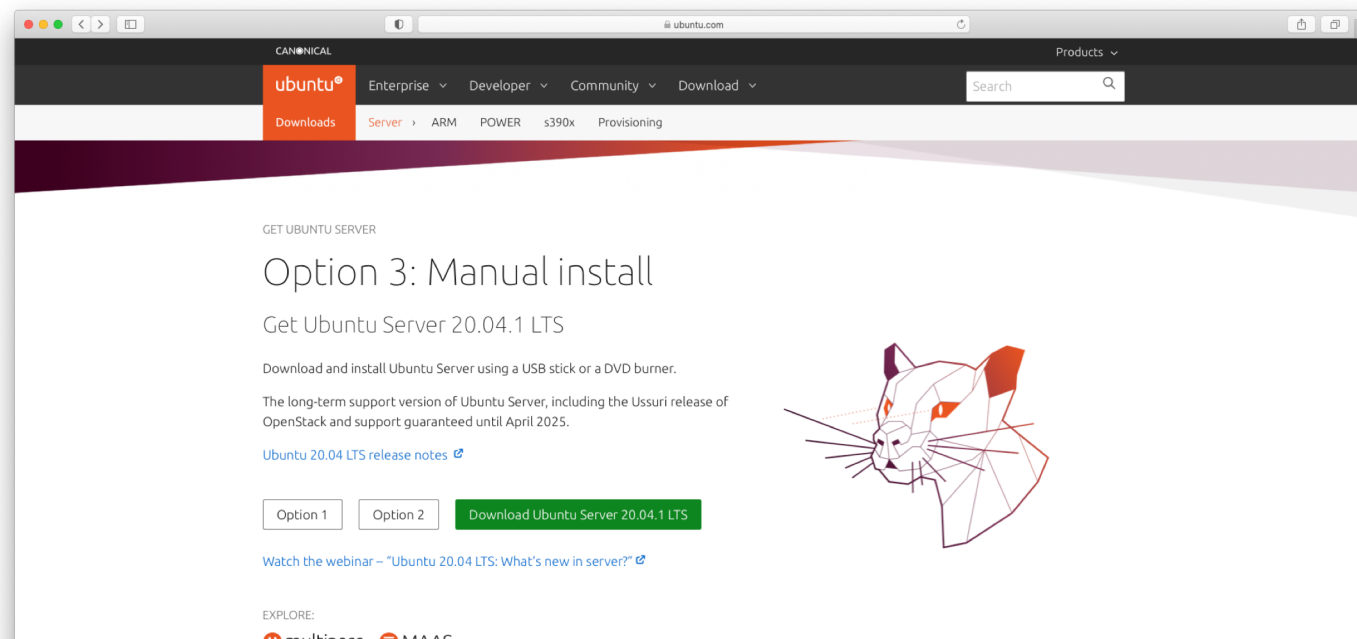 ubuntu.com
CANONICAL
Products
ubuntu
Enterprise
Developer
Community
Download
Search
Downloads
Server › ARM POWER s390x Provisioning
GET UBUNTU SERVER
Option 3: Manual install
Get Ubuntu Server 20.04.1 LTS
Download and install Ubuntu Server using a USB stick or a DVD burner.
The long-term support version of Ubuntu Server, including the Ussuri release of
OpenStack and support guaranteed until April 2025.
Ubuntu 20.04 LTS release notes
Option 1
Option 2
Download Ubuntu Server 20.04.1 LTS
Watch the webinar – “Ubuntu 20.04 LTS: What’s new in server?”
EXPLORE:
multipass
MAAS